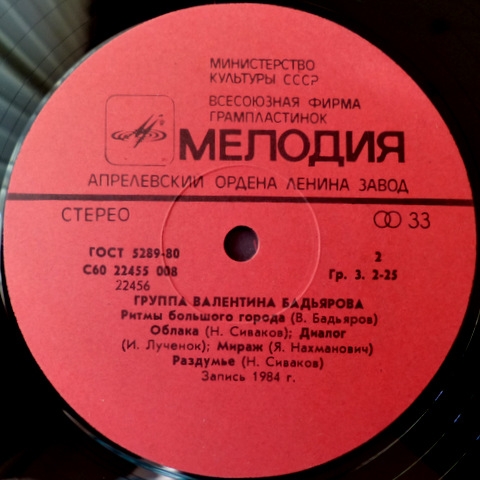 МИНИСТЕРСТВО
КУЛЬТУРЫ СССР
ВСЕСОЮЗНАЯ ФИРМА
ГРАМПЛАСТИНОК
МЕЛОДИЯ
АПРЕЛЕВСКИЙ ОРДЕНА ЛЕНИНА ЗАВОД
СТЕРЕО 33
ГОСТ 5289-80 2
С60 22455 008 Гр. 3. 2-25
22456
ГРУППА ВАЛЕНТИНА БАДЬЯРОВА
Ритмы большого города (В. Бадьяров)
Облака (Н. Сиваков); Диалог
(И. Лученок); Мираж (Я. Нахманович)
Раздумье (Н. Сиваков)
Запись 1984 г.